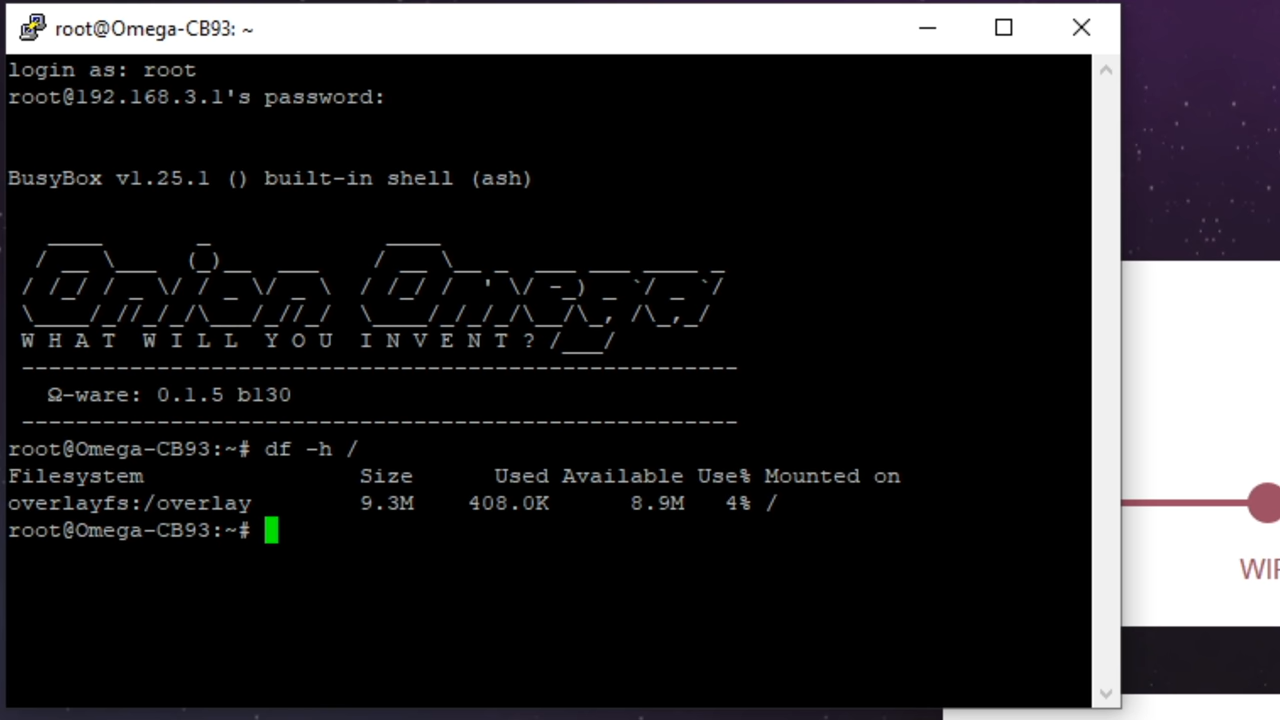 root@Omega-CB93: ~
login as: root
root@192.168.3.1's password:
BusyBox v1.25.1 () built-in shell (ash)
Onion Omega
W H A T  W I L L  Y O U  I N V E N T ?
Ω-ware: 0.1.5 b130
root@Omega-CB93:~# df -h /
Filesystem                Size      Used Available Use% Mounted on
overlayfs:/overlay        9.3M    408.0K      8.9M   4% /
root@Omega-CB93:~#
WIF